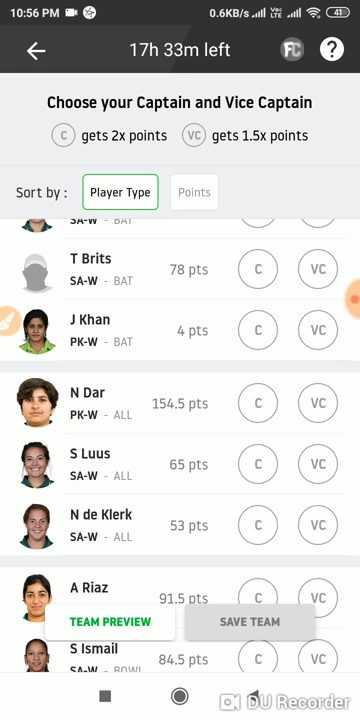 10:56 PM 0.6KB/s Vo) LTE 41
17h 33m left FC ?
Choose your Captain and Vice Captain
C gets 2x points VC gets 1.5x points
Sort by : Player Type Points
SA-W - BAT
T Brits
78 pts C VC
SA-W - BAT
J Khan
4 pts C VC
PK-W - BAT
N Dar
154.5 pts C VC
PK-W - ALL
S Luus
65 pts C VC
SA-W - ALL
N de Klerk
53 pts C VC
SA-W - ALL
A Riaz
91.5 pts C VC
TEAM PREVIEW SAVE TEAM
S Ismail
84.5 pts C VC
SA-W - BOWL
DU Recorder